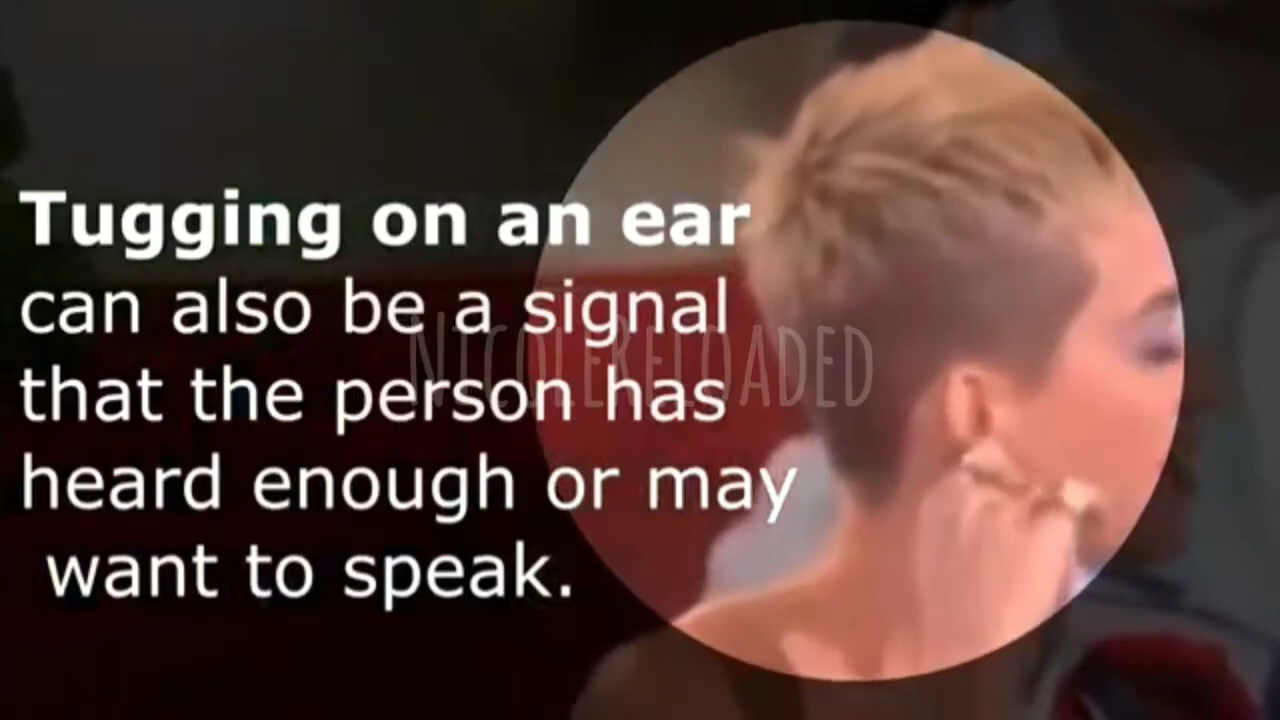 Tugging on an ear
can also be a signal
that the person has
heard enough or may
want to speak.
NICOLERELOADED